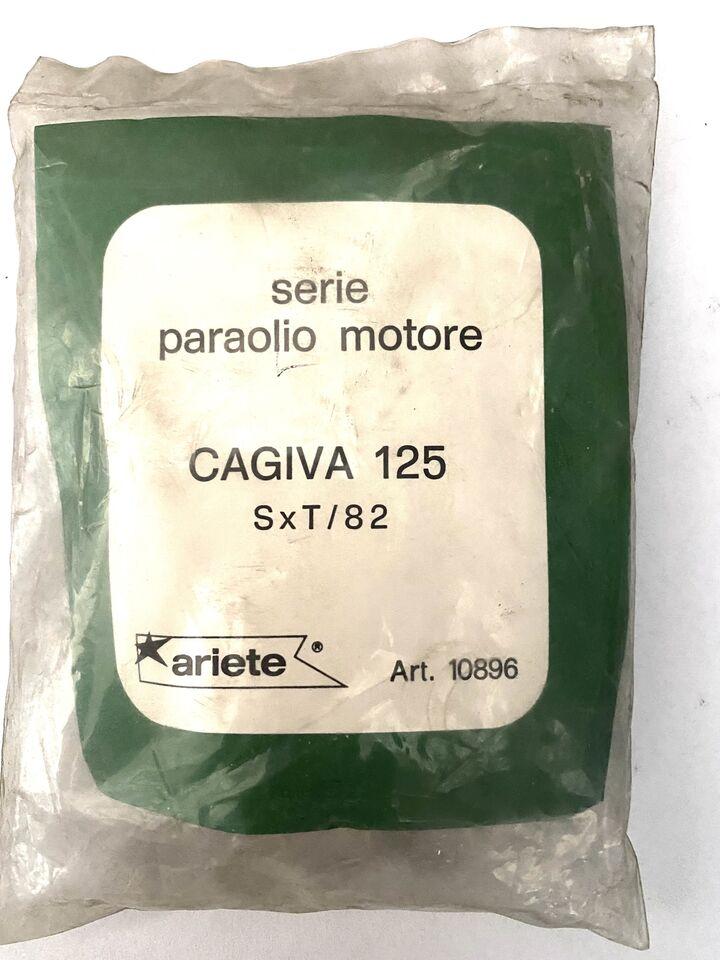 serie
paraolio motore
CAGIVA 125
SxT/82
ariete®
Art. 10896